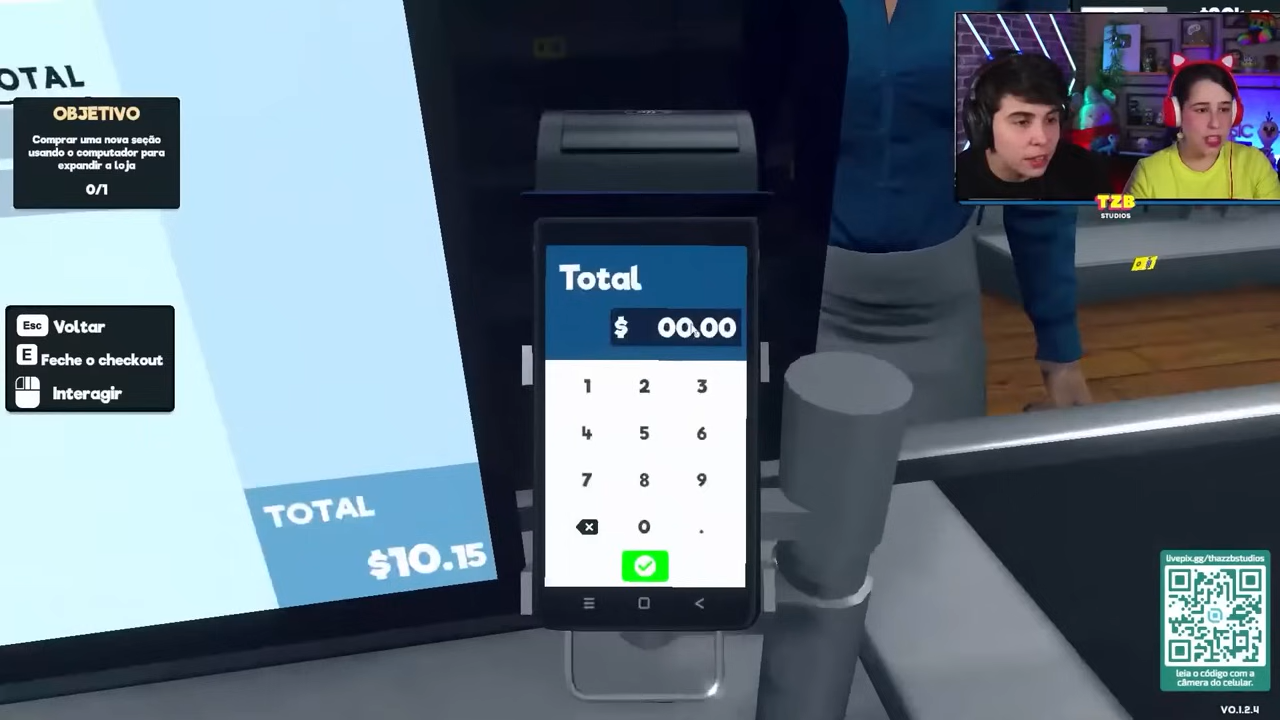 OTAL
OBJETIVO
Comprar uma nova seção
usando o computador para
expandir a loja
0/1
Esc Voltar
E Feche o checkout
Interagir
TOTAL
$10.15
Total
$ 00.00
1 2 3
4 5 6
7 8 9
0 .
TZB
STUDIOS
livepix.gg/thazzbstudios
leia o código com a
câmera do celular.
V0.1.2.4